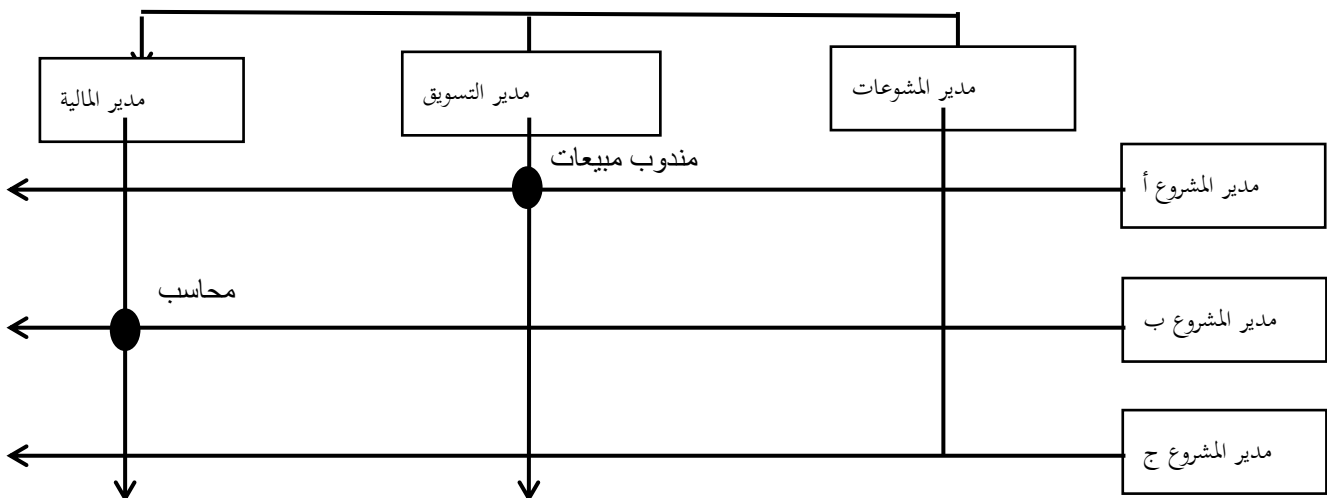 مدير المشوعات
مدير التسويق
مدير المالية
مندوب مبيعات
مدير المشروع أ
محاسب
مدير المشروع ب
مدير المشروع ج